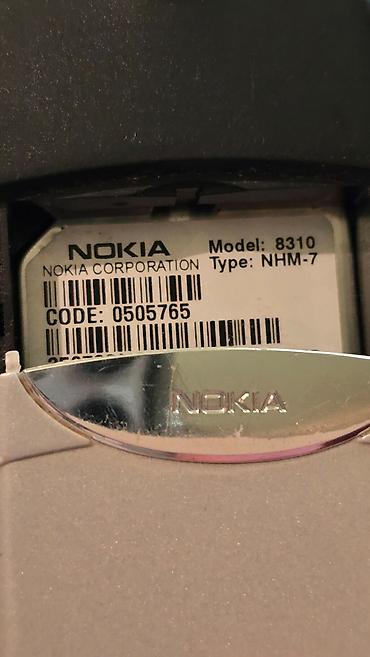 NOKIA
Model: 8310
NOKIA CORPORATION
Type: NHM-7
CODE: 0505765
NOKIA